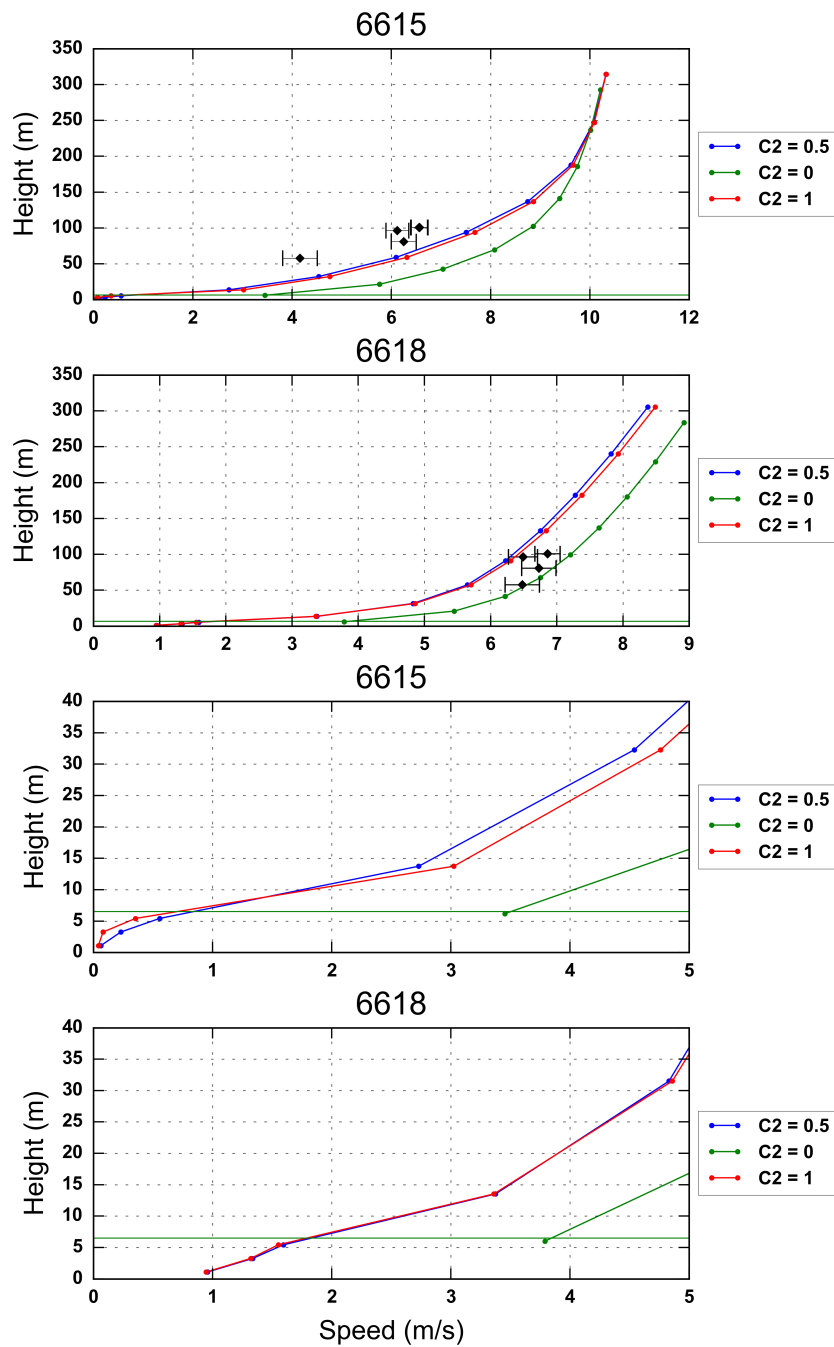 6615
350
300
250
200
150
100
50
0
Height (m)
0 2 4 6 8 10 12
C2 = 0.5
C2 = 0
C2 = 1
6618
350
300
250
200
150
100
50
0
Height (m)
0 1 2 3 4 5 6 7 8 9
C2 = 0.5
C2 = 0
C2 = 1
6615
40
35
30
25
20
15
10
5
0
Height (m)
0 1 2 3 4 5
C2 = 0.5
C2 = 0
C2 = 1
6618
40
35
30
25
20
15
10
5
0
Height (m)
0 1 2 3 4 5
C2 = 0.5
C2 = 0
C2 = 1
Speed (m/s)